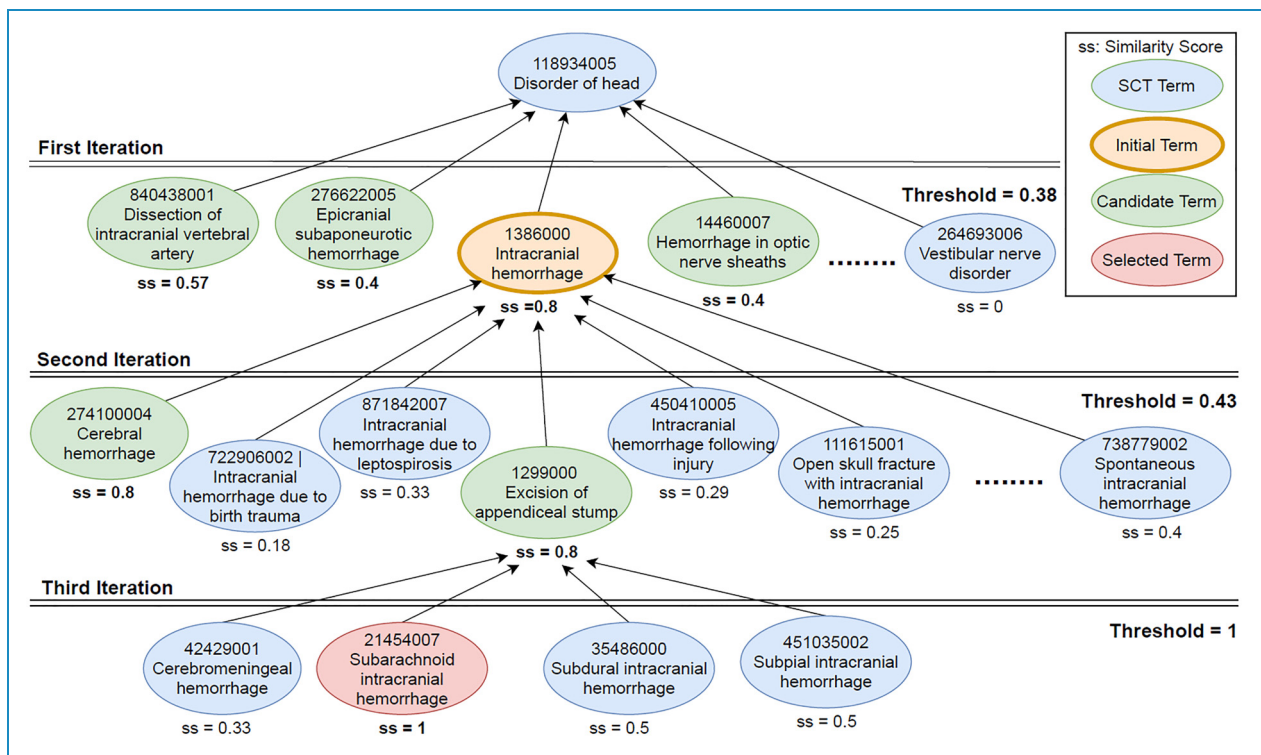 118934005
Disorder of head
ss: Similarity Score
SCT Term
Initial Term
Candidate Term
Selected Term
First Iteration
Threshold = 0.38
840438001
Dissection of
intracranial vertebral
artery
ss = 0.57
276622005
Epicranial
subaponeurotic
hemorrhage
ss = 0.4
1386000
Intracranial
hemorrhage
ss =0.8
14460007
Hemorrhage in optic
nerve sheaths
ss = 0.4
........
264693006
Vestibular nerve
disorder
ss = 0
Second Iteration
Threshold = 0.43
274100004
Cerebral
hemorrhage
ss = 0.8
722906002 |
Intracranial
hemorrhage due to
birth trauma
ss = 0.18
871842007
Intracranial
hemorrhage due to
leptospirosis
ss = 0.33
1299000
Excision of
appendiceal stump
ss = 0.8
450410005
Intracranial
hemorrhage following
injury
ss = 0.29
111615001
Open skull fracture
with intracranial
hemorrhage
ss = 0.25
........
738779002
Spontaneous
intracranial
hemorrhage
ss = 0.4
Third Iteration
Threshold = 1
42429001
Cerebromeningeal
hemorrhage
ss = 0.33
21454007
Subarachnoid
intracranial
hemorrhage
ss = 1
35486000
Subdural intracranial
hemorrhage
ss = 0.5
451035002
Subpial intracranial
hemorrhage
ss = 0.5